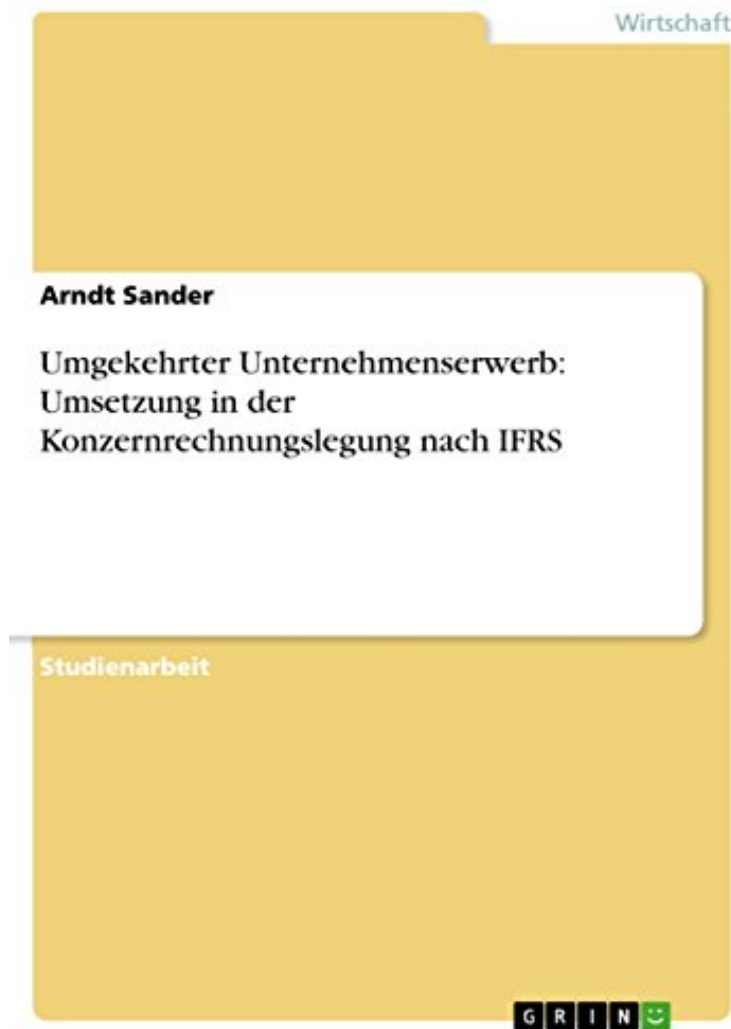 Wirtschaft
Arndt Sander
Umgekehrter Unternehmenserwerb:
Umsetzung in der
Konzernrechnungslegung nach IFRS
Studienarbeit
GRIN